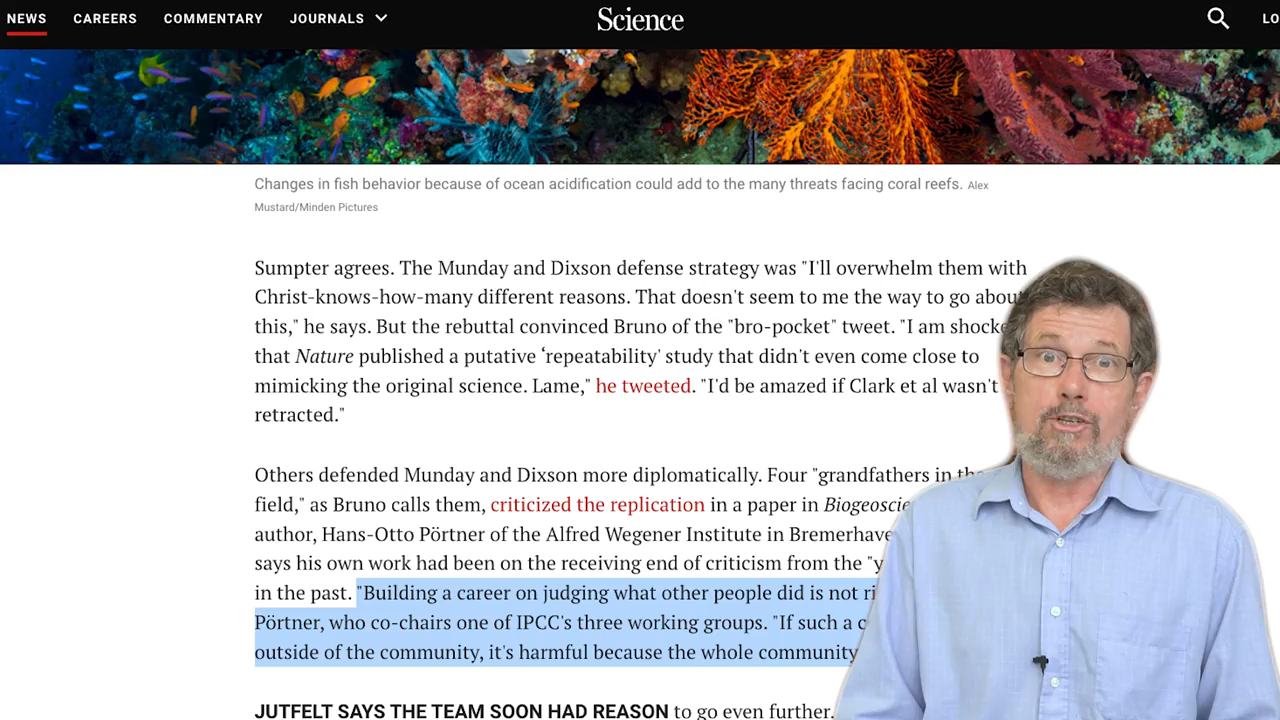 NEWS CAREERS COMMENTARY JOURNALS Science LO
Changes in fish behavior because of ocean acidification could add to the many threats facing coral reefs. Alex
Mustard/Minden Pictures
Sumpter agrees. The Munday and Dixson defense strategy was "I'll overwhelm them with
Christ-knows-how-many different reasons. That doesn't seem to me the way to go about
this," he says. But the rebuttal convinced Bruno of the "bro-pocket" tweet. "I am shocke
that Nature published a putative ‘repeatability' study that didn't even come close to
mimicking the original science. Lame," he tweeted. "I'd be amazed if Clark et al wasn't
retracted."
Others defended Munday and Dixson more diplomatically. Four "grandfathers in the
field," as Bruno calls them, criticized the replication in a paper in Biogeoscie
author, Hans-Otto Pörtner of the Alfred Wegener Institute in Bremerhave
says his own work had been on the receiving end of criticism from the "y
in the past. "Building a career on judging what other people did is not ri
Pörtner, who co-chairs one of IPCC's three working groups. "If such a c
outside of the community, it's harmful because the whole community
JUTFELT SAYS THE TEAM SOON HAD REASON to go even further.